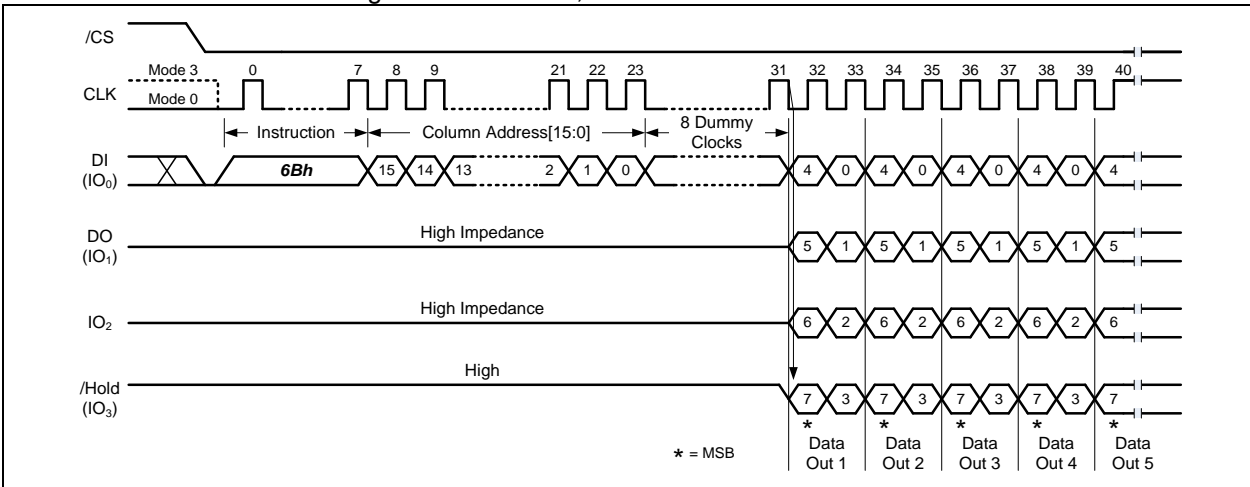 /CS
Mode 3 0 7 8 9 21 22 23 31 32 33 34 35 36 37 38 39 40
CLK
Mode 0
Instruction Column Address[15:0] 8 Dummy
Clocks
DI
(IO₀)
6Bh 15 14 13 2 1 0 4 0 4 0 4 0 4 0 4
DO
(IO₁)
High Impedance 5 1 5 1 5 1 5 1 5
IO₂ High Impedance 6 2 6 2 6 2 6 2 6
High
/Hold
(IO₃)
7 3 7 3 7 3 7 3 7
* * * * *
* = MSB
Data
Out 1
Data
Out 2
Data
Out 3
Data
Out 4
Data
Out 5